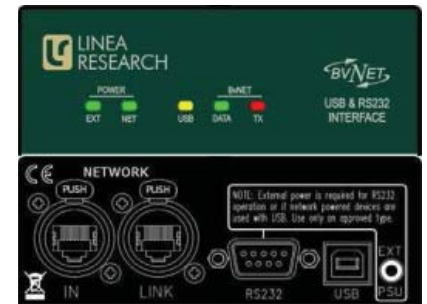 LINEA
RESEARCH
BVNET
POWER
BvNET
EXT NET USB DATA TX
USB & RS232
INTERFACE
CE NETWORK
PUSH PUSH
NOTE: External power is required for RS232
operation or if network powered devices are
used with USB. Use only an approved type.
IN LINK RS232 USB
EXT
PSU